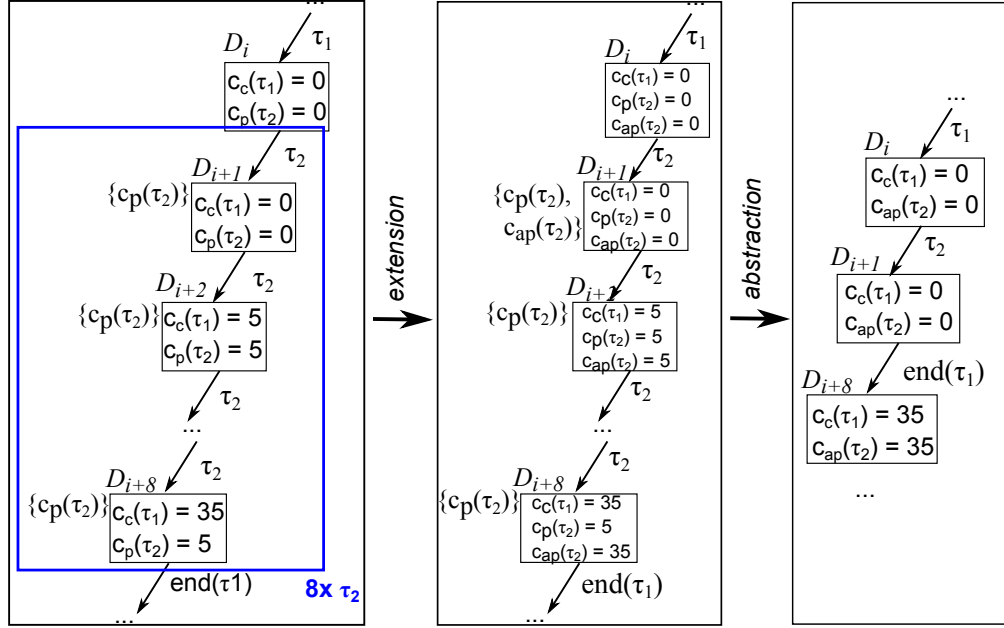 ...
τ1
Di
cc(τ1) = 0
cp(τ2) = 0
τ2
Di+1
{cp(τ2)}
cc(τ1) = 0
cp(τ2) = 0
τ2
Di+2
{cp(τ2)}
cc(τ1) = 5
cp(τ2) = 5
τ2
...
τ2
Di+8
{cp(τ2)}
cc(τ1) = 35
cp(τ2) = 5
end(τ1)
8x τ2
...
extension
...
τ1
Di
cc(τ1) = 0
cp(τ2) = 0
cap(τ2) = 0
τ2
Di+1
{cp(τ2),
cap(τ2)}
cc(τ1) = 0
cp(τ2) = 0
cap(τ2) = 0
τ2
{cp(τ2)}
cc(τ1) = 5
cp(τ2) = 5
cap(τ2) = 5
τ2
...
τ2
Di+8
{cp(τ2)}
cc(τ1) = 35
cp(τ2) = 5
cap(τ2) = 35
end(τ1)
...
abstraction
...
τ1
Di
cc(τ1) = 0
cap(τ2) = 0
τ2
Di+1
cc(τ1) = 0
cap(τ2) = 0
end(τ1)
Di+8
cc(τ1) = 35
cap(τ2) = 35
...